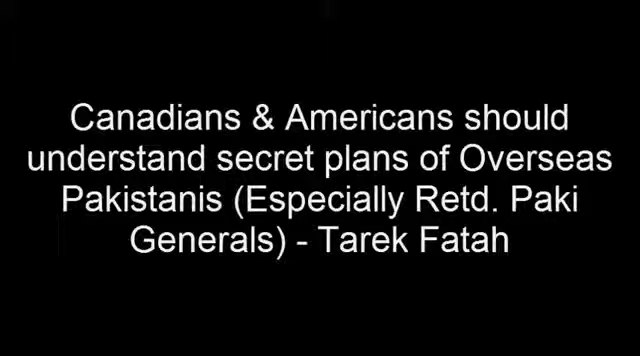 Canadians & Americans should
understand secret plans of Overseas
Pakistanis (Especially Retd. Paki
Generals) - Tarek Fatah